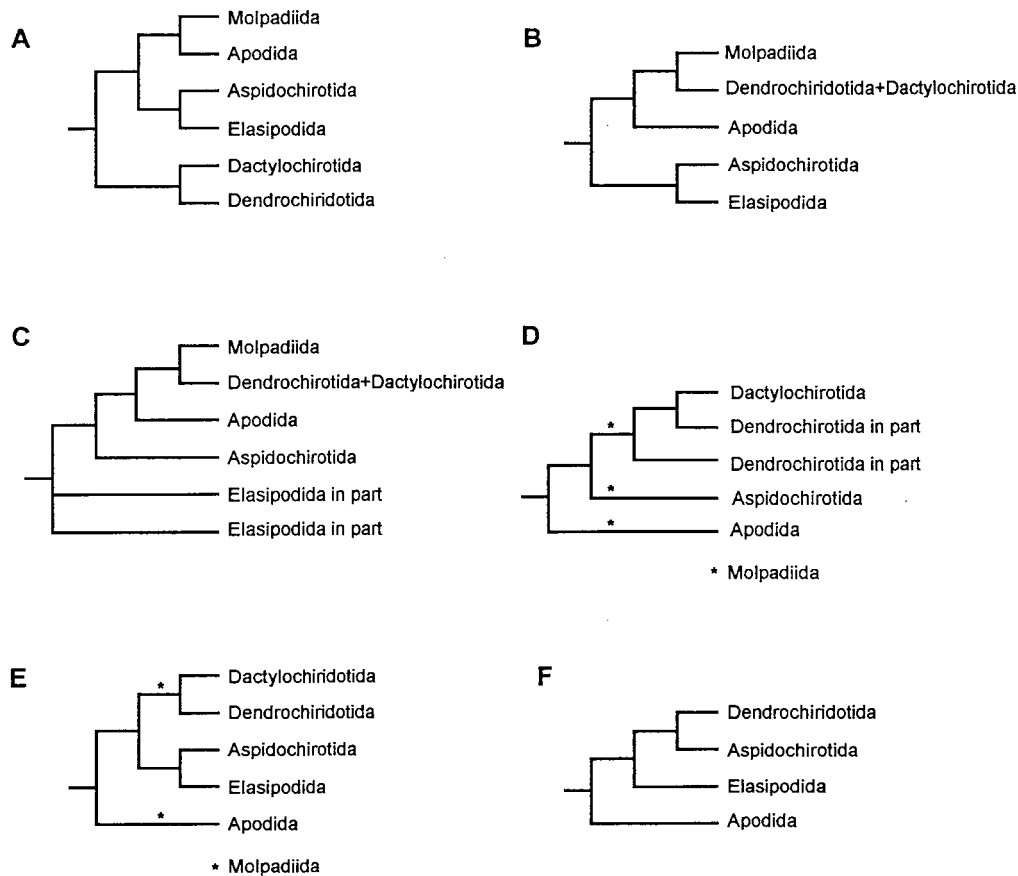 A
Molpadiida
Apodida
Aspidochirotida
Elasipodida
Dactylochirotida
Dendrochiridotida
B
Molpadiida
Dendrochiridotida+Dactylochirotida
Apodida
Aspidochirotida
Elasipodida
C
Molpadiida
Dendrochirotida+Dactylochirotida
Apodida
Aspidochirotida
Elasipodida in part
Elasipodida in part
D
Dactylochirotida
*
Dendrochirotida in part
Dendrochirotida in part
*
Aspidochirotida
*
Apodida
* Molpadiida
E
Dactylochiridotida
*
Dendrochiridotida
Aspidochirotida
Elasipodida
*
Apodida
* Molpadiida
F
Dendrochiridotida
Aspidochirotida
Elasipodida
Apodida